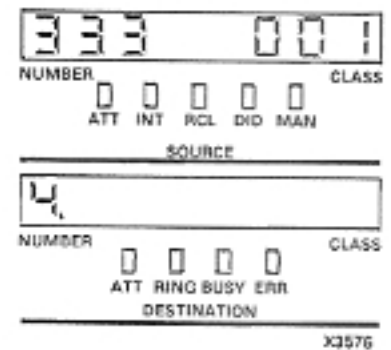 333 001
NUMBER CLASS
ATT INT RCL DID MAN
SOURCE
4.
NUMBER CLASS
ATT RING BUSY ERR
DESTINATION
X3576